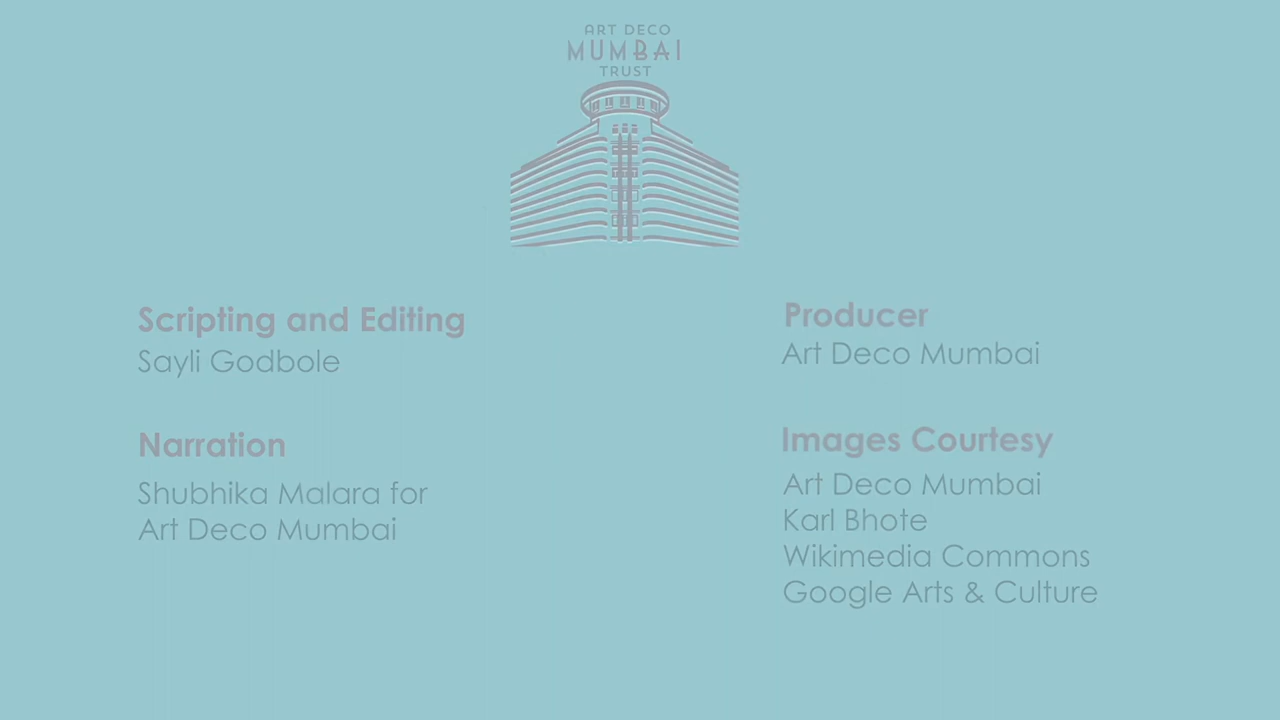 ART DECO
MUMBAI
TRUST
Scripting and Editing
Sayli Godbole
Narration
Shubhika Malara for
Art Deco Mumbai
Producer
Art Deco Mumbai
Images Courtesy
Art Deco Mumbai
Karl Bhote
Wikimedia Commons
Google Arts & Culture